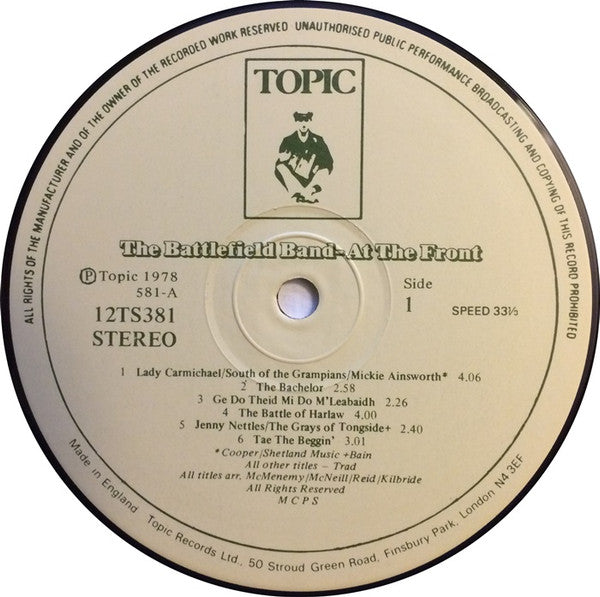 ALL RIGHTS OF THE MANUFACTURER AND OF THE OWNER OF THE RECORDED WORK RESERVED UNAUTHORISED PUBLIC PERFORMANCE BROADCASTING AND COPYING OF THIS RECORD PROHIBITED
TOPIC
The Battlefield Band-At The Front
Ⓟ Topic 1978
581-A
12TS381
STEREO
Side
1
SPEED 33⅓
1 Lady Carmichael/South of the Grampians/Mickie Ainsworth* 4.06
2 The Bachelor 2.58
3 Ge Do Theid Mi Do M'Leabaidh 2.26
4 The Battle of Harlaw 4.00
5 Jenny Nettles/The Grays of Tongside+ 2.40
6 Tae The Beggin' 3.01
*Cooper/Shetland Music +Bain
All other titles – Trad
All titles arr. McMenemy/McNeill/Reid/Kilbride
All Rights Reserved
M C P S
Made in England Topic Records Ltd., 50 Stroud Green Road, Finsbury Park, London N4 3EF